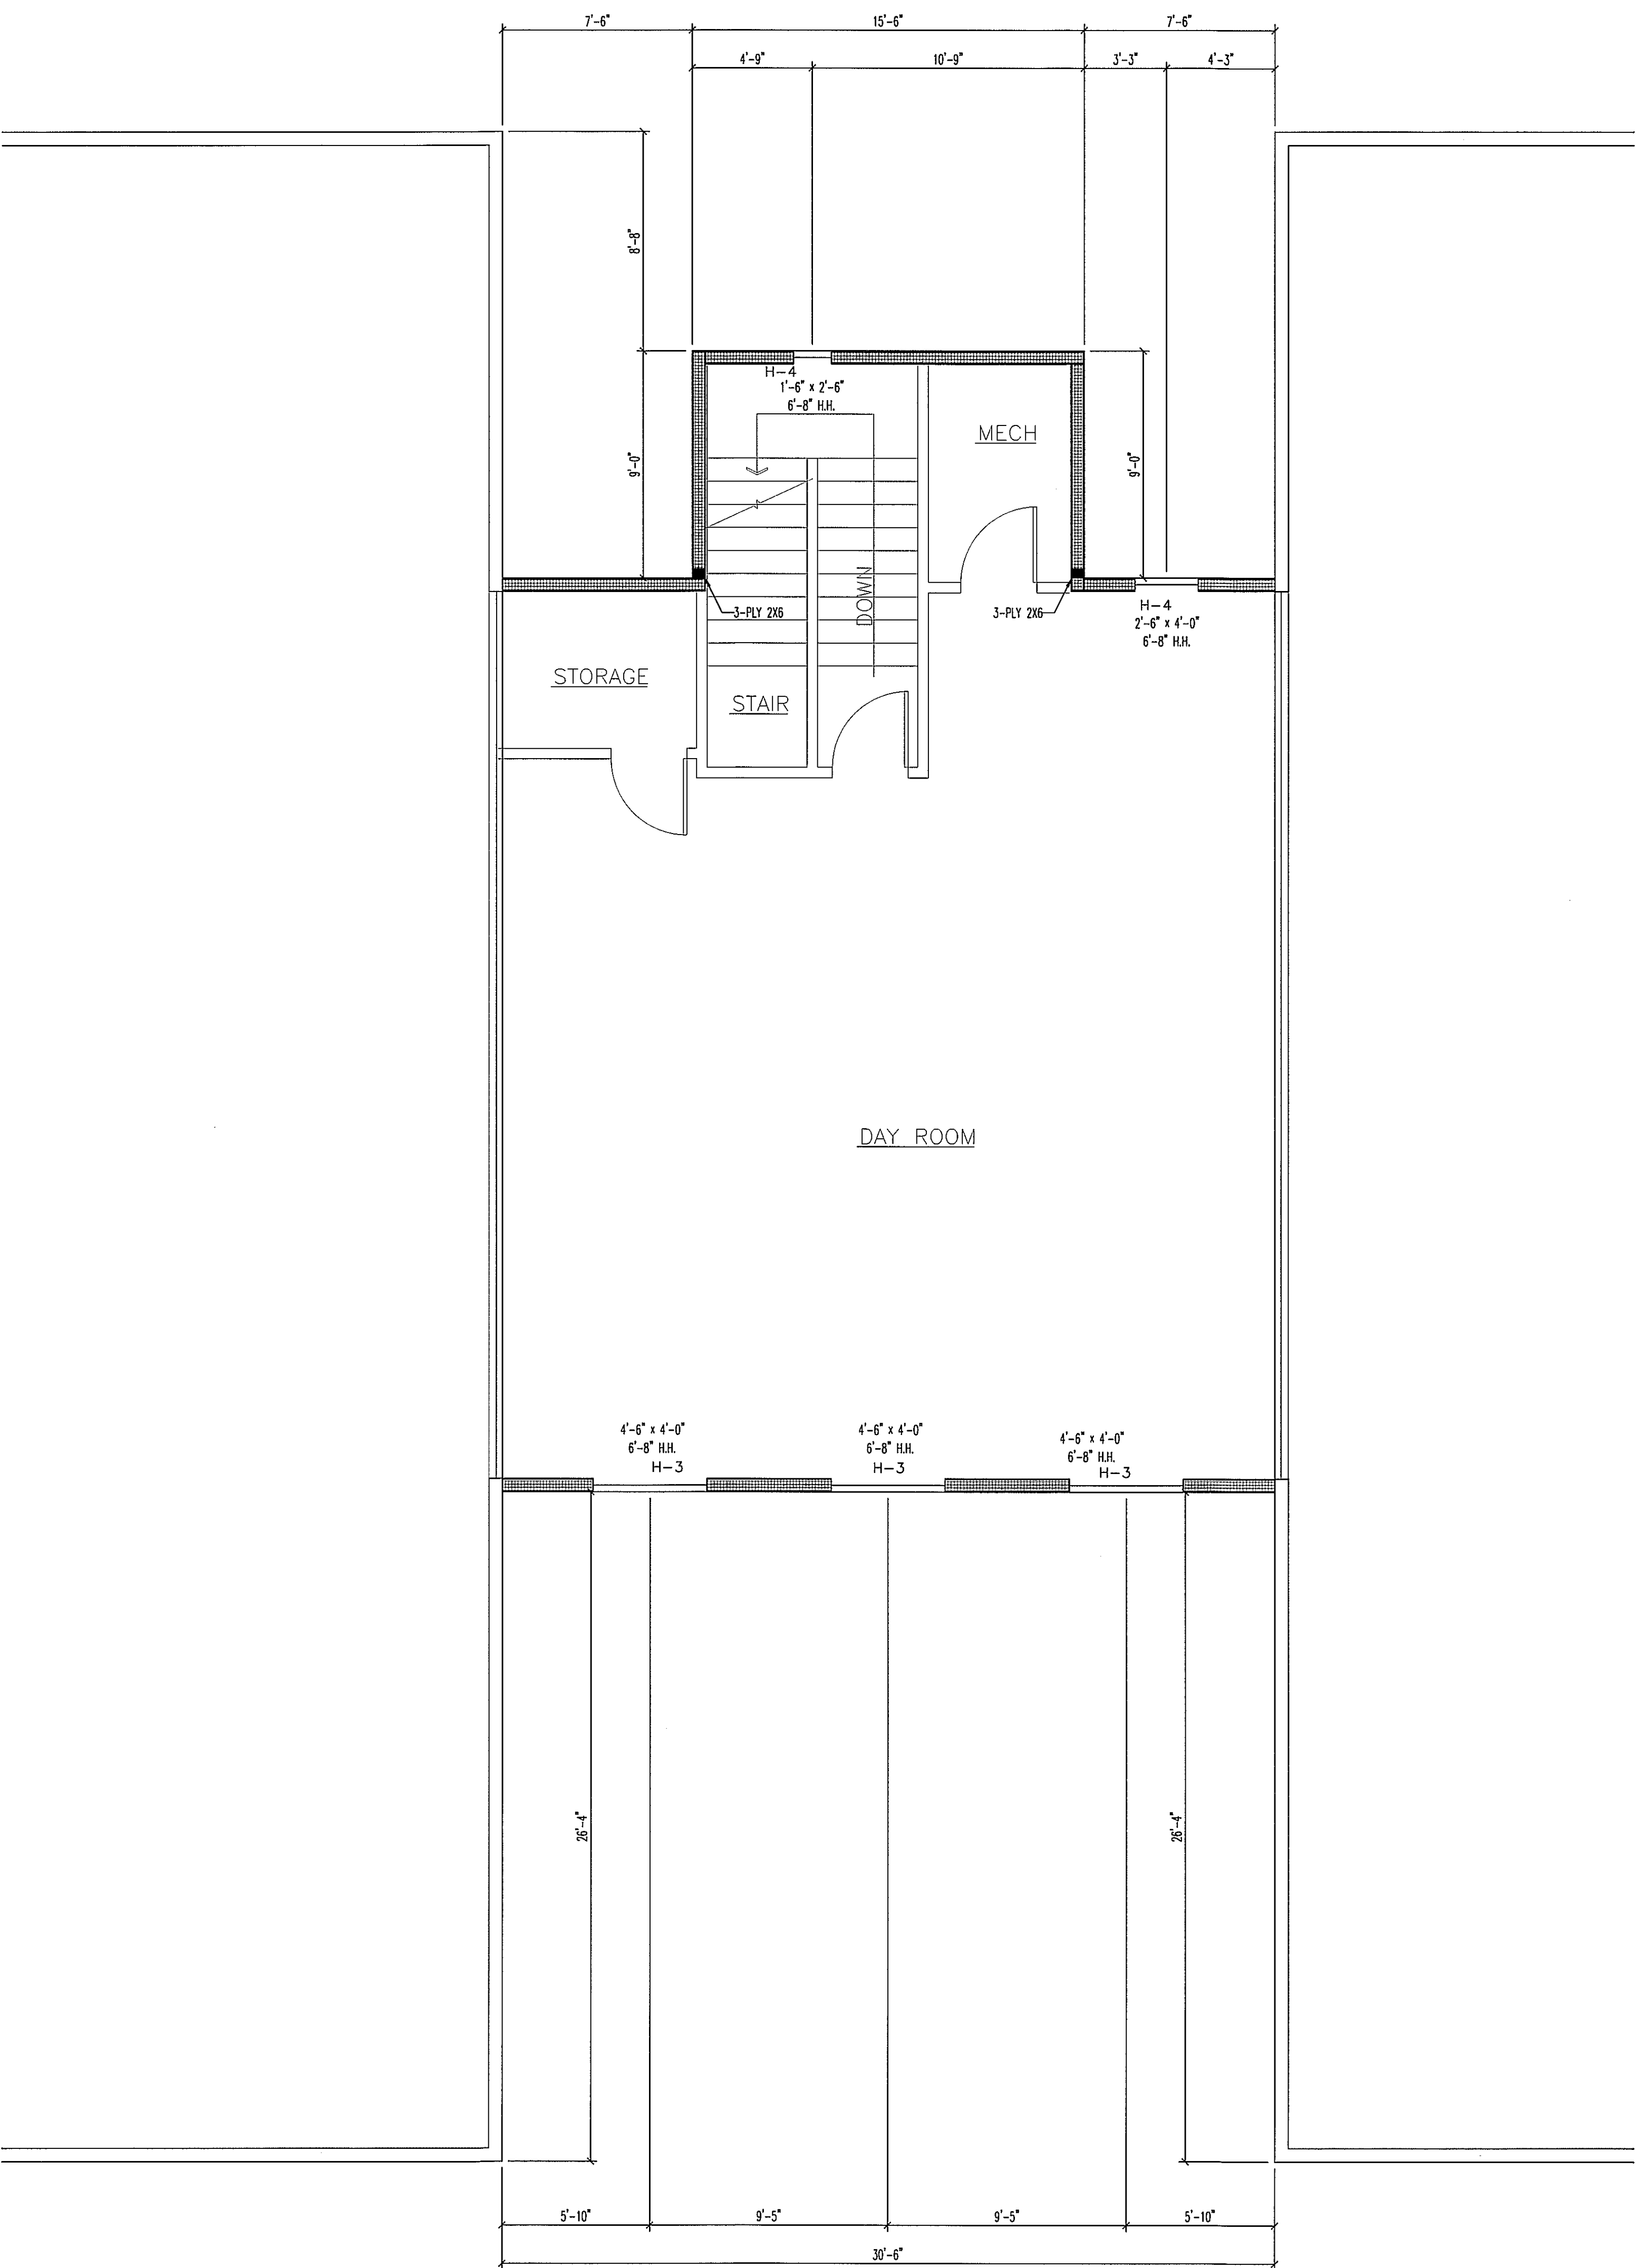 7'-6" 15'-6" 7'-6"
4'-9" 10'-9" 3'-3" 4'-3"
8'-8"
H-4
1'-6" x 2'-6"
6'-8" H.H.
MECH
9'-0"
9'-0"
DOWN
3-PLY 2X6
3-PLY 2X6
H-4
2'-6" x 4'-0"
6'-8" H.H.
STORAGE
STAIR
DAY ROOM
4'-6" x 4'-0"
6'-8" H.H.
H-3
4'-6" x 4'-0"
6'-8" H.H.
H-3
4'-6" x 4'-0"
6'-8" H.H.
H-3
26'-4"
26'-4"
5'-10" 9'-5" 9'-5" 5'-10"
30'-6"